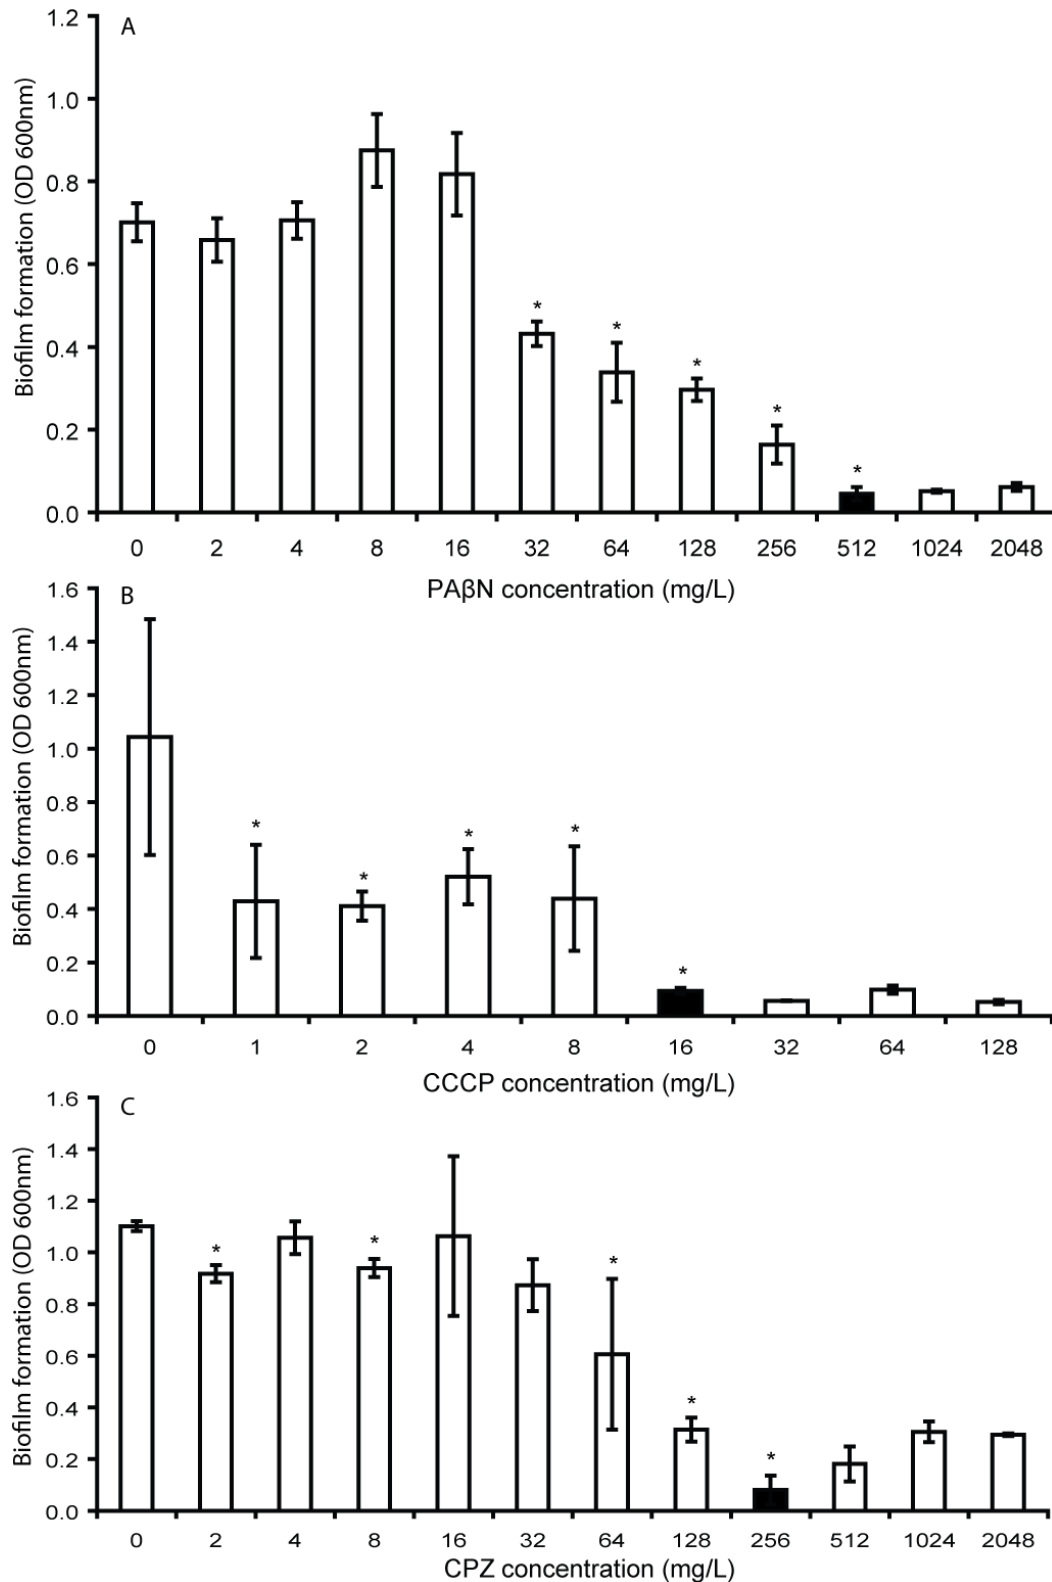 A
Biofilm formation (OD 600nm)
1.2
1.0
0.8
0.6
0.4
0.2
0.0
* * * * *
0 2 4 8 16 32 64 128 256 512 1024 2048
PAβN concentration (mg/L)
B
Biofilm formation (OD 600nm)
1.6
1.4
1.2
1.0
0.8
0.6
0.4
0.2
0.0
* * * * *
0 1 2 4 8 16 32 64 128
CCCP concentration (mg/L)
C
Biofilm formation (OD 600nm)
1.6
1.4
1.2
1.0
0.8
0.6
0.4
0.2
0.0
* * * * *
0 2 4 8 16 32 64 128 256 512 1024 2048
CPZ concentration (mg/L)